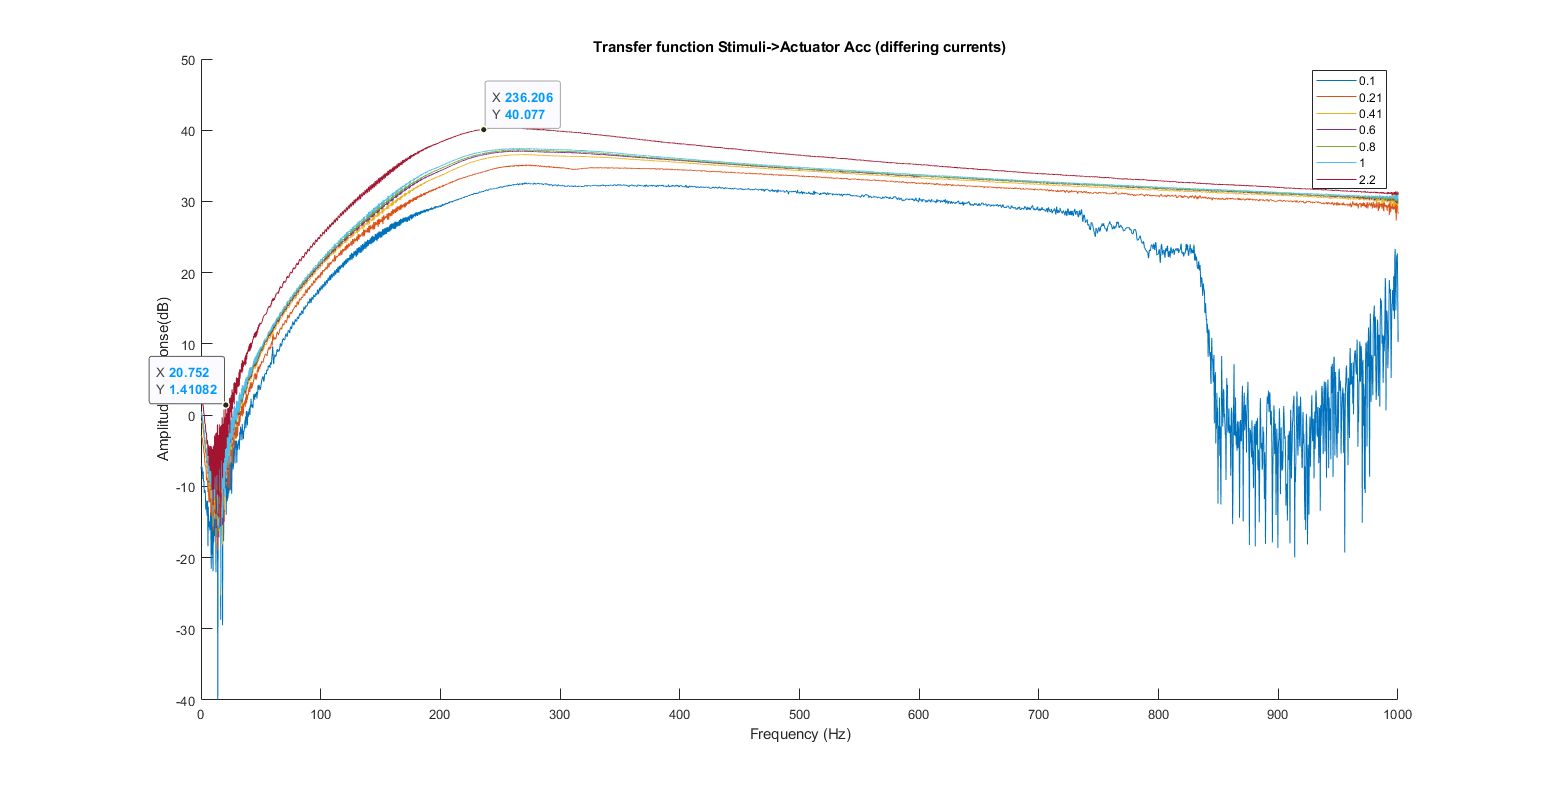 Transfer function Stimuli->Actuator Acc (differing currents)
50
40
30
20
10
0
-10
-20
-30
-40
Amplitud
onse(dB)
X 236.206
Y 40.077
X 20.752
Y 1.41082
0.1
0.21
0.41
0.6
0.8
1
2.2
0 100 200 300 400 500 600 700 800 900 1000
Frequency (Hz)